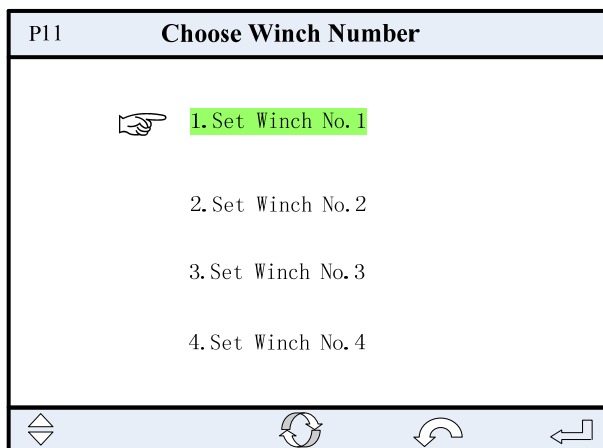 P11
Choose Winch Number
1.Set Winch No.1
2.Set Winch No.2
3.Set Winch No.3
4.Set Winch No.4